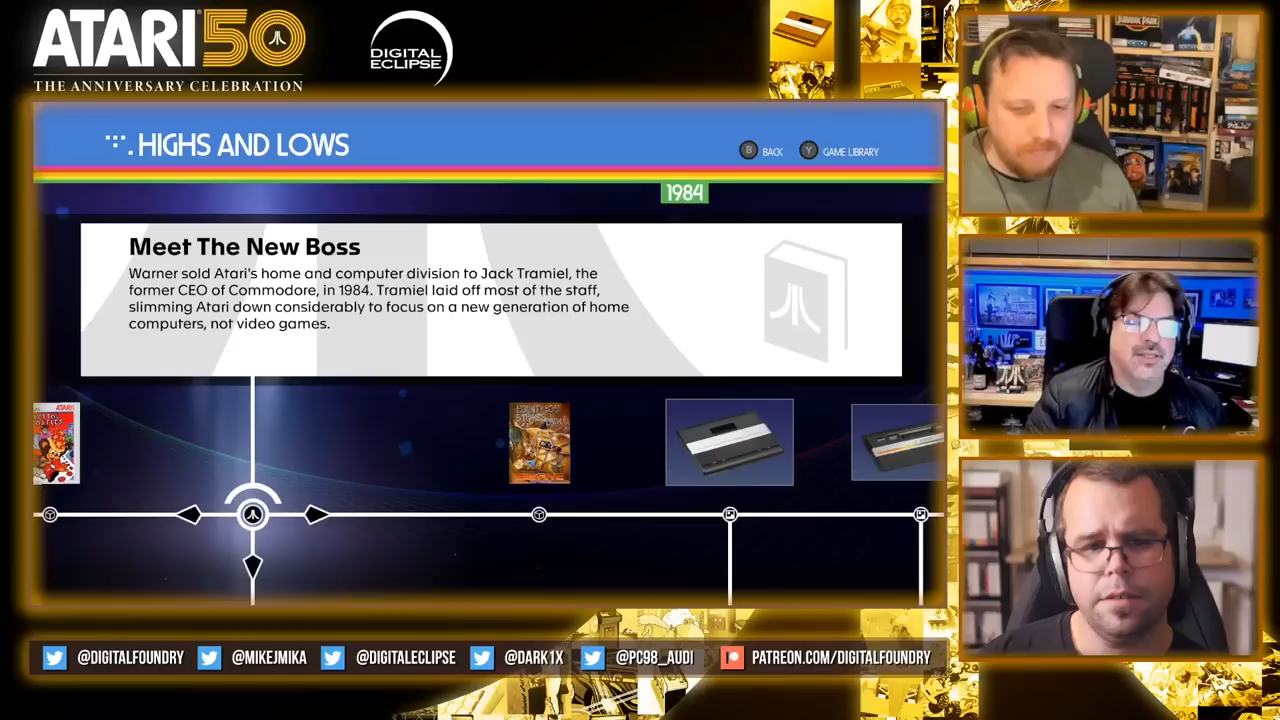 ATARI 50
THE ANNIVERSARY CELEBRATION
DIGITAL
ECLIPSE
JURASSIC PARK
HIGHS AND LOWS
B BACK Y GAME LIBRARY
1984
Meet The New Boss
Warner sold Atari's home and computer division to Jack Tramiel, the
former CEO of Commodore, in 1984. Tramiel laid off most of the staff,
slimming Atari down considerably to focus on a new generation of home
computers, not video games.
ATARI
@DIGITALFOUNDRY @MIKEJMIKA @DIGITALECLIPSE @DARK1X @PC98_AUDI PATREON.COM/DIGITALFOUNDRY